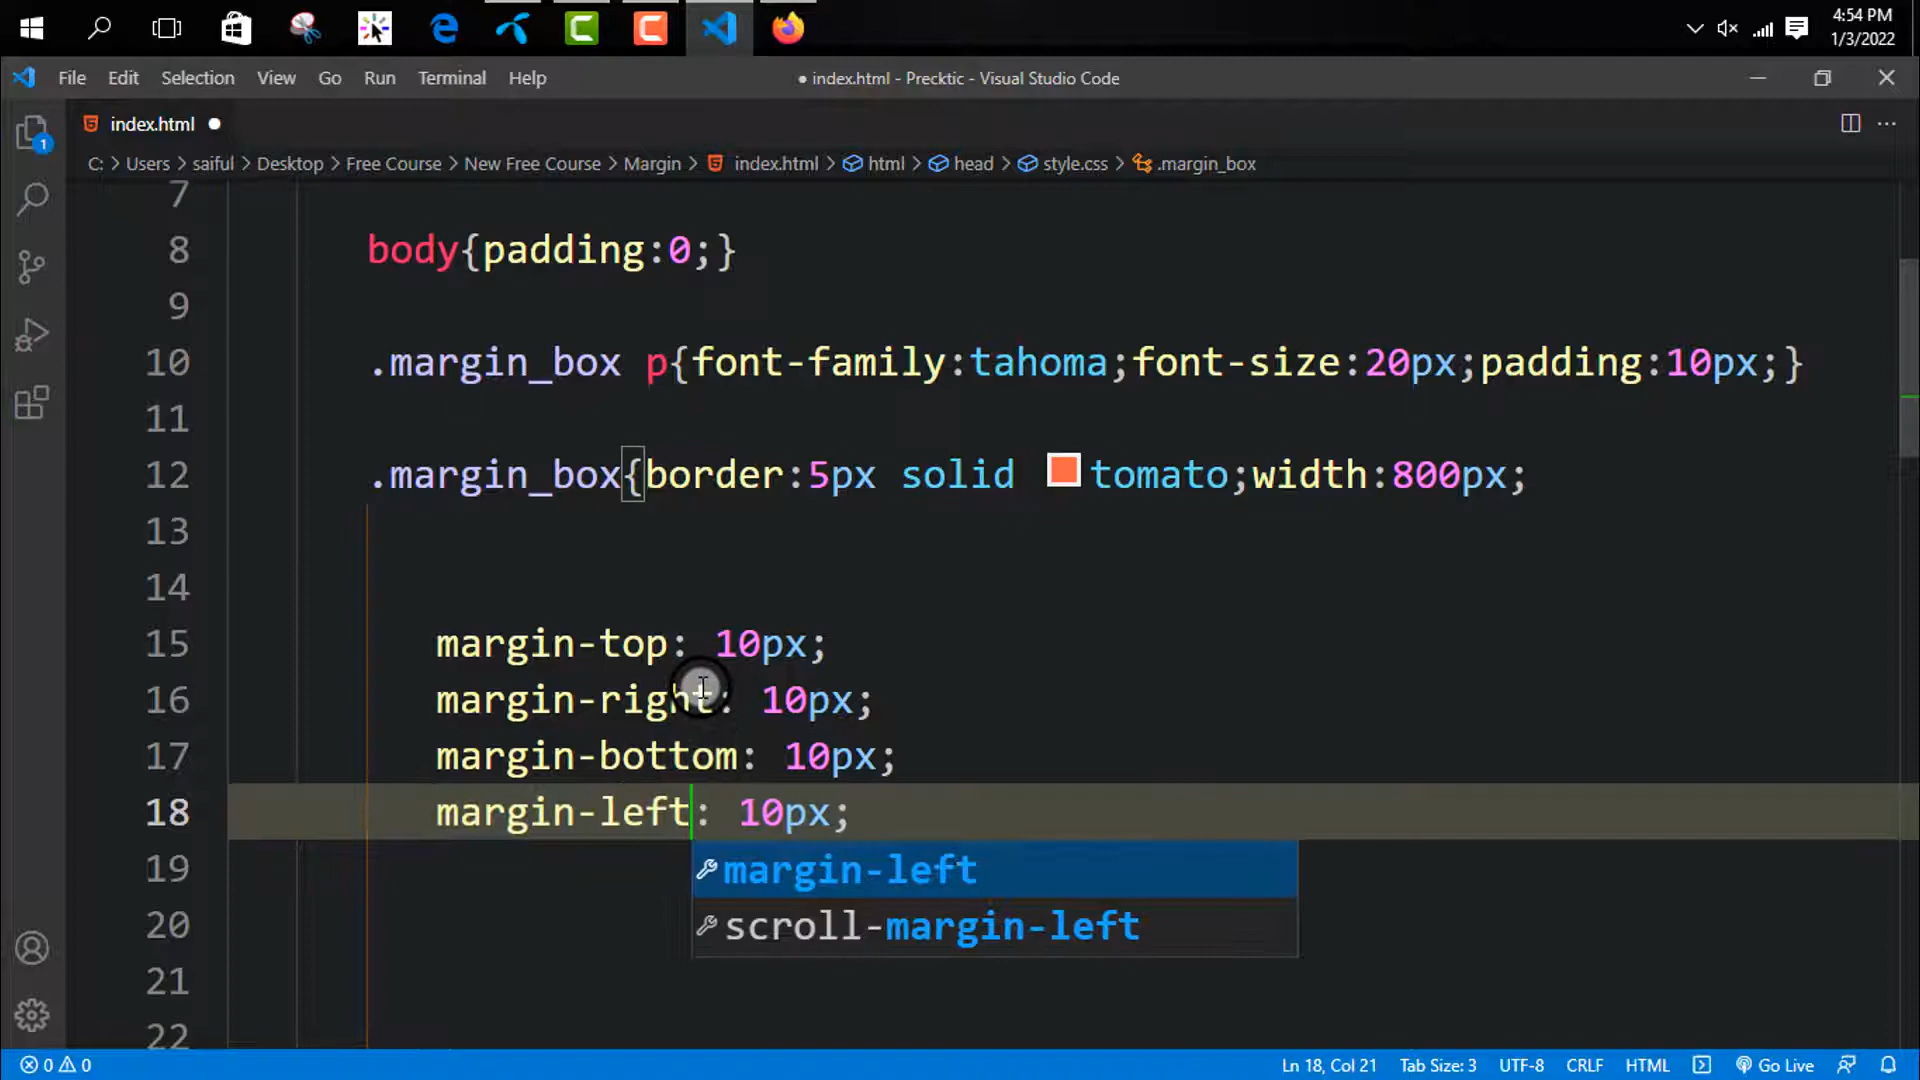 4:54 PM
1/3/2022
File Edit Selection View Go Run Terminal Help
● index.html - Precktic - Visual Studio Code
1
index.html ●
C: > Users > saiful > Desktop > Free Course > New Free Course > Margin > index.html > html > head > style.css > .margin_box
7
8 body{padding:0;}
9
10 .margin_box p{font-family:tahoma;font-size:20px;padding:10px;}
11
12 .margin_box{border:5px solid tomato;width:800px;
13
14
15 margin-top: 10px;
16 margin-right: 10px;
17 margin-bottom: 10px;
18 margin-left: 10px;
19 margin-left
20 scroll-margin-left
21
22
0 0 Ln 18, Col 21 Tab Size: 3 UTF-8 CRLF HTML Go Live